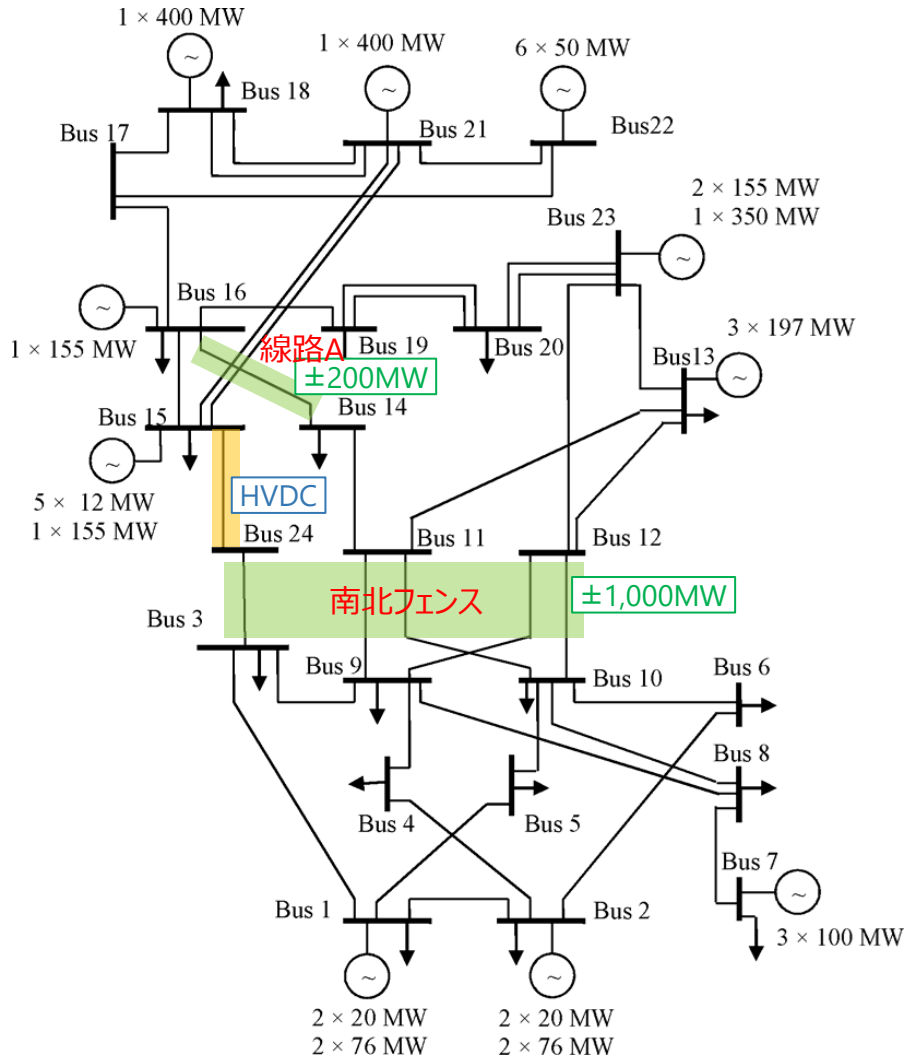 1 × 400 MW
1 × 400 MW
6 × 50 MW
Bus 18
Bus 17
Bus 21
Bus22
~
~
~
2 × 155 MW
1 × 350 MW
Bus 23
~
Bus 16
~
1 × 155 MW
線路A
Bus 19
Bus 20
3 × 197 MW
Bus13
~
±200MW
Bus 14
Bus 15
~
5 × 12 MW
1 × 155 MW
HVDC
Bus 24
Bus 11
Bus 12
南北フェンス
±1,000MW
Bus 3
Bus 9
Bus 10
Bus 6
Bus 8
Bus 4
Bus 5
Bus 7
~
3 × 100 MW
Bus 1
Bus 2
~
~
2 × 20 MW
2 × 76 MW
2 × 20 MW
2 × 76 MW